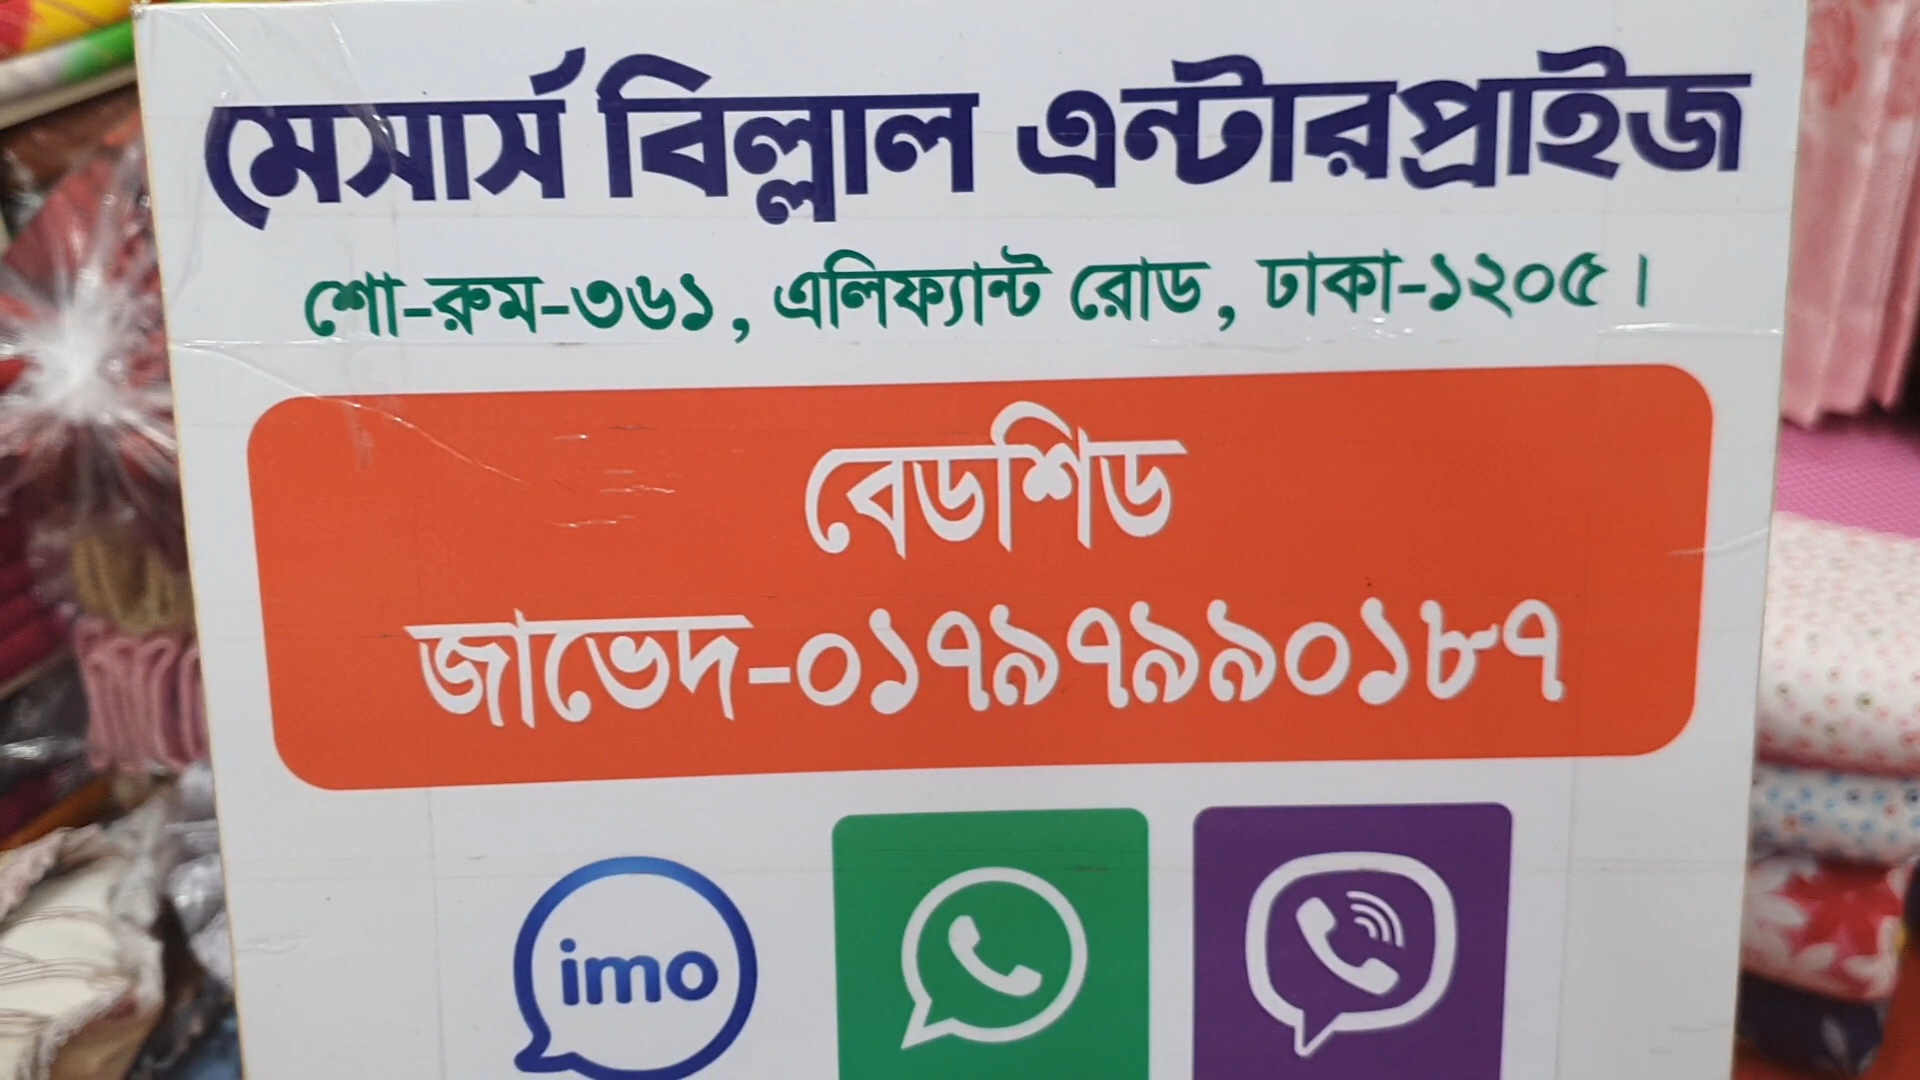 মেসার্স বিল্লাল এন্টারপ্রাইজ
শো-রুম-৩৬১, এলিফ্যান্ট রোড, ঢাকা-১২০৫।
বেডশিড
জাভেদ-০১৭৯৭৯৯০১৮৭
imo